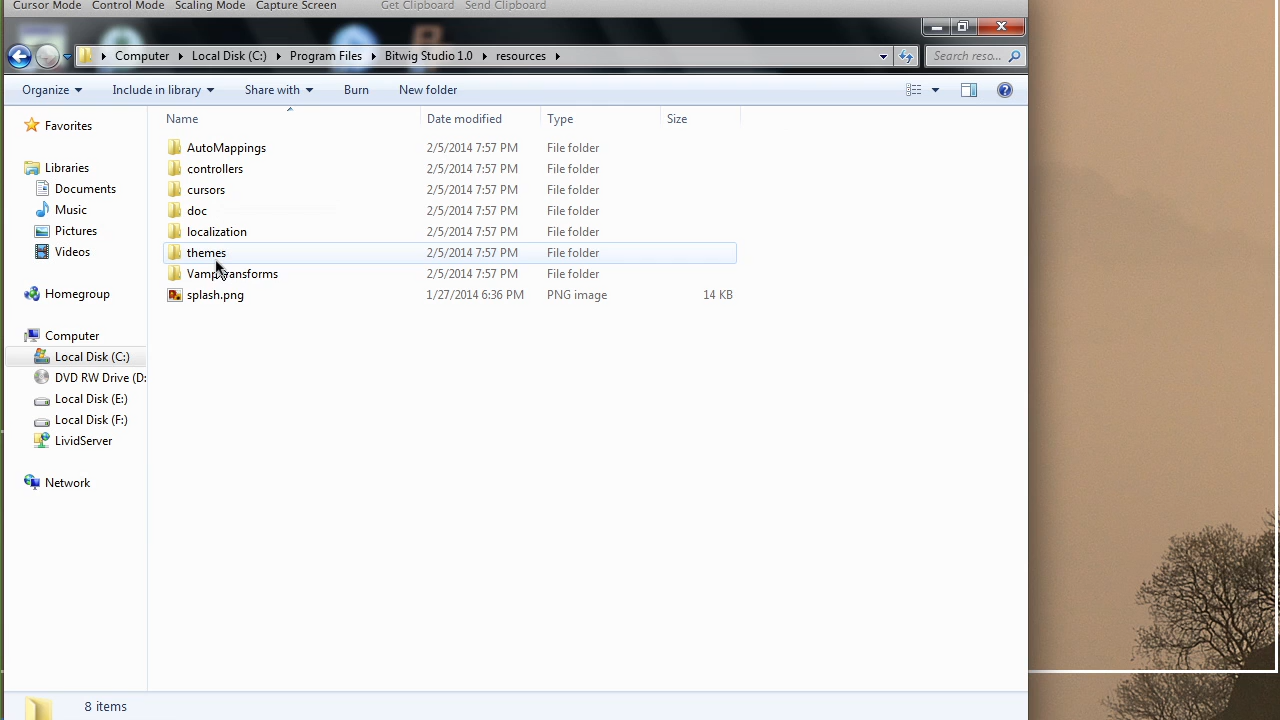 Cursor Mode Control Mode Scaling Mode Capture Screen Get Clipboard Send Clipboard
Computer Local Disk (C:) Program Files Bitwig Studio 1.0 resources Search reso...
Organize Include in library Share with Burn New folder
Name Date modified Type Size
Favorites
Libraries
Documents
Music
Pictures
Videos
Homegroup
Computer
Local Disk (C:)
DVD RW Drive (D:
Local Disk (E:)
Local Disk (F:)
LividServer
Network
AutoMappings 2/5/2014 7:57 PM File folder
controllers 2/5/2014 7:57 PM File folder
cursors 2/5/2014 7:57 PM File folder
doc 2/5/2014 7:57 PM File folder
localization 2/5/2014 7:57 PM File folder
themes 2/5/2014 7:57 PM File folder
VampTransforms 2/5/2014 7:57 PM File folder
splash.png 1/27/2014 6:36 PM PNG image 14 KB
8 items